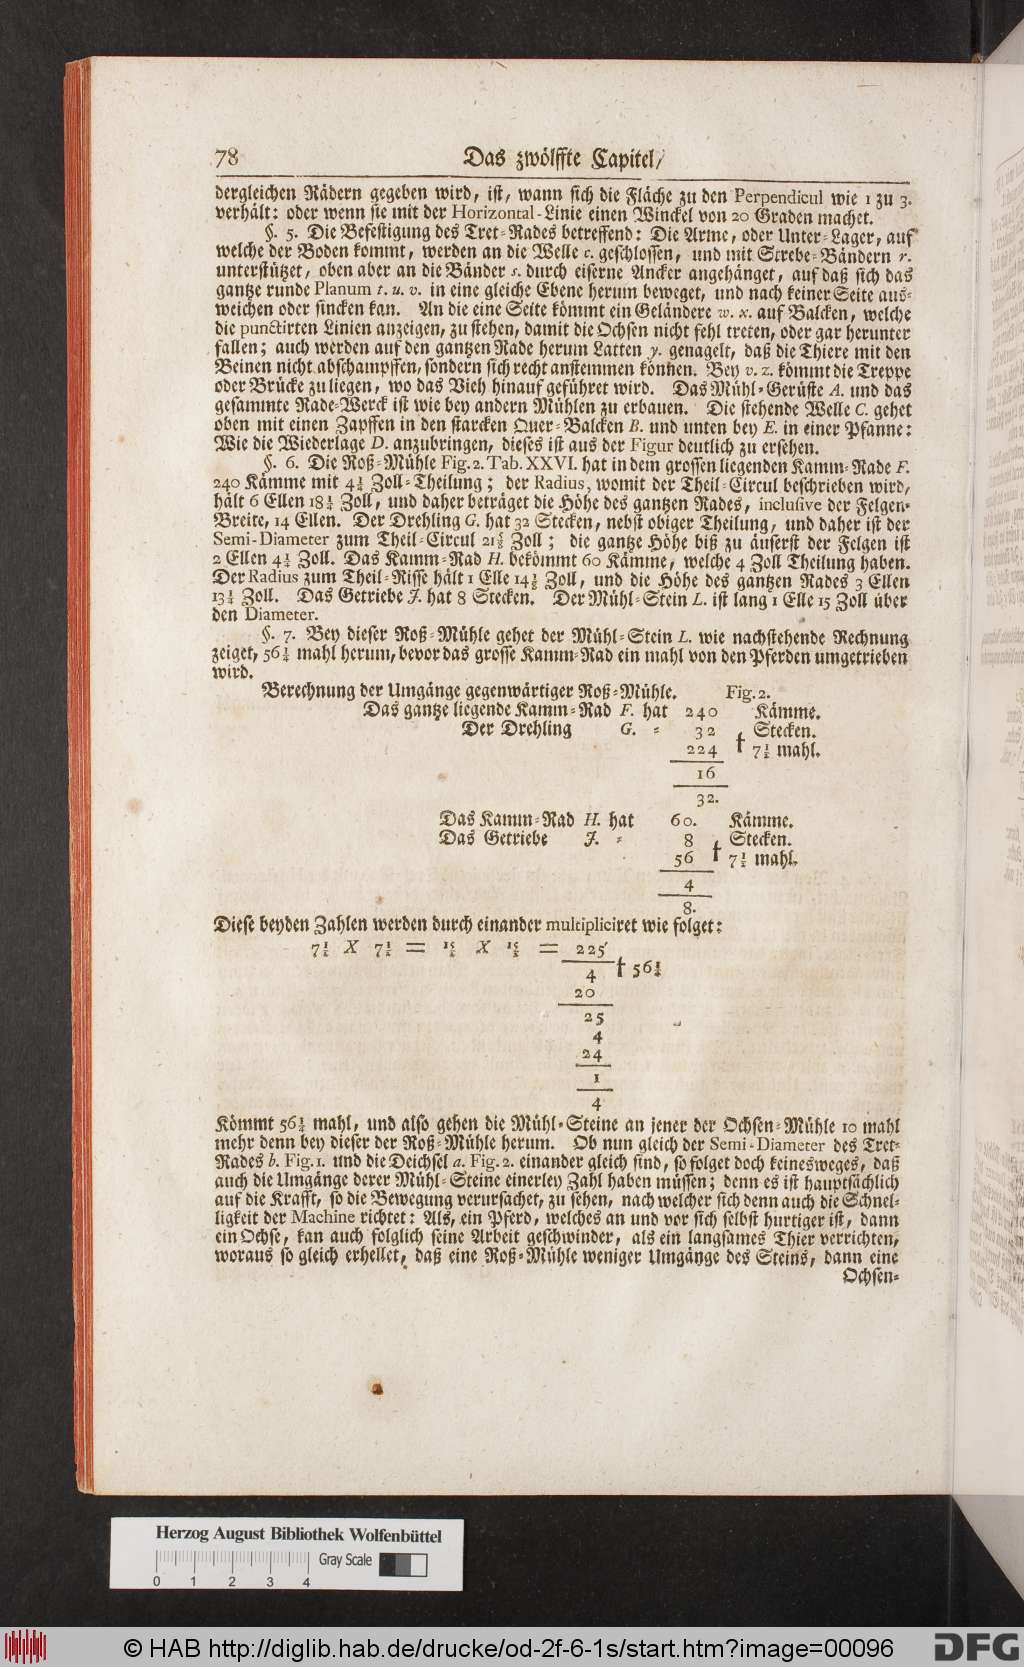 78 Das zwölffte Capitel/
dergleichen Rädern gegeben wird, ist, wann sich die Fläche zu den Perpendicul wie 1 zu 3.
verhält: oder wenn sie mit der Horizontal-Linie einen Winckel von 20 Graden machet.
§. 5. Die Befestigung des Tret-Rades betreffend: Die Arme, oder Unter-Lager, auf
welche der Boden kommt, werden an die Welle c. geschlossen, und mit Strebe-Bändern r.
unterstützet, oben aber an die Bänder s. durch eiserne Ancker angehänget, auf daß sich das
gantze runde Planum t. u. v. in eine gleiche Ebene herum beweget, und nach keiner Seite aus-
weichen oder sincken kan. An die eine Seite kömmt ein Geländere w. x. auf Balcken, welche
die punctirten Linien anzeigen, zu stehen, damit die Ochsen nicht fehl treten, oder gar herunter
fallen; auch werden auf den gantzen Rade herum Latten y. genagelt, daß die Thiere mit den
Beinen nicht abschampffen, sondern sich recht anstemmen können. Bey v. z. kömmt die Treppe
oder Brücke zu liegen, wo das Vieh hinauf geführet wird. Das Mühl-Gerüste A. und das
gesammte Rade-Werck ist wie bey andern Mühlen zu erbauen. Die stehende Welle C. gehet
oben mit einen Zapffen in den starcken Quer-Balcken B. und unten bey E. in einer Pfanne:
Wie die Wiederlage D. anzubringen, dieses ist aus der Figur deutlich zu ersehen.
§. 6. Die Roß-Mühle Fig. 2. Tab. XXVI. hat in dem grossen liegenden Kamm-Rade F.
240 Kämme mit 4¼ Zoll-Theilung; der Radius, womit der Theil-Circul beschrieben wird,
hält 6 Ellen 18¼ Zoll, und daher beträget die Höhe des gantzen Rades, inclusive der Felgen-
Breite, 14 Ellen. Der Drehling G. hat 32 Stecken, nebst obiger Theilung, und daher ist der
Semi-Diameter zum Theil-Circul 21⅝ Zoll; die gantze Höhe biß zu äuserst der Felgen ist
2 Ellen 4½ Zoll. Das Kamm-Rad H. bekömmt 60 Kämme, welche 4 Zoll Theilung haben.
Der Radius zum Theil-Risse hält 1 Elle 14⅛ Zoll, und die Höhe des gantzen Rades 3 Ellen
13¼ Zoll. Das Getriebe J. hat 8 Stecken. Der Mühl-Stein L. ist lang 1 Elle 15 Zoll über
den Diameter.
§. 7. Bey dieser Roß-Mühle gehet der Mühl-Stein L. wie nachstehende Rechnung
zeiget, 56¼ mahl herum, bevor das grosse Kamm-Rad ein mahl von den Pferden umgetrieben
wird.
Berechnung der Umgänge gegenwärtiger Roß-Mühle. Fig. 2.
Das gantze liegende Kamm-Rad F. hat 240 Kämme.
Der Drehling G. - 32 Stecken.
224 † 7½ mahl.
16
32.
Das Kamm-Rad H. hat 60. Kämme.
Das Getriebe J. - 8 Stecken.
56 † 7½ mahl.
4
8.
Diese beyden Zahlen werden durch einander multipliciret wie folget:
7½ X 7½ = 15/2 X 15/2 = 225
4 † 56¼
20
25
4
24
1
4
Kömmt 56¼ mahl, und also gehen die Mühl-Steine an jener der Ochsen-Mühle 10 mahl
mehr denn bey dieser der Roß-Mühle herum. Ob nun gleich der Semi-Diameter des Tret-
Rades b. Fig. 1. und die Deichsel a. Fig. 2. einander gleich sind, so folget doch keinesweges, daß
auch die Umgänge derer Mühl-Steine einerley Zahl haben müssen; denn es ist hauptsächlich
auf die Krafft, so die Bewegung verursachet, zu sehen, nach welcher sich denn auch die Schnel-
ligkeit der Machine richtet: Als, ein Pferd, welches an und vor sich selbst hurtiger ist, dann
ein Ochse, kan auch folglich seine Arbeit geschwinder, als ein langsames Thier verrichten,
woraus so gleich erhellet, daß eine Roß-Mühle weniger Umgänge des Steins, dann eine
Ochsen-
Herzog August Bibliothek Wolfenbüttel
Gray Scale
0 1 2 3 4
© HAB http://diglib.hab.de/drucke/od-2f-6-1s/start.htm?image=00096
DFG